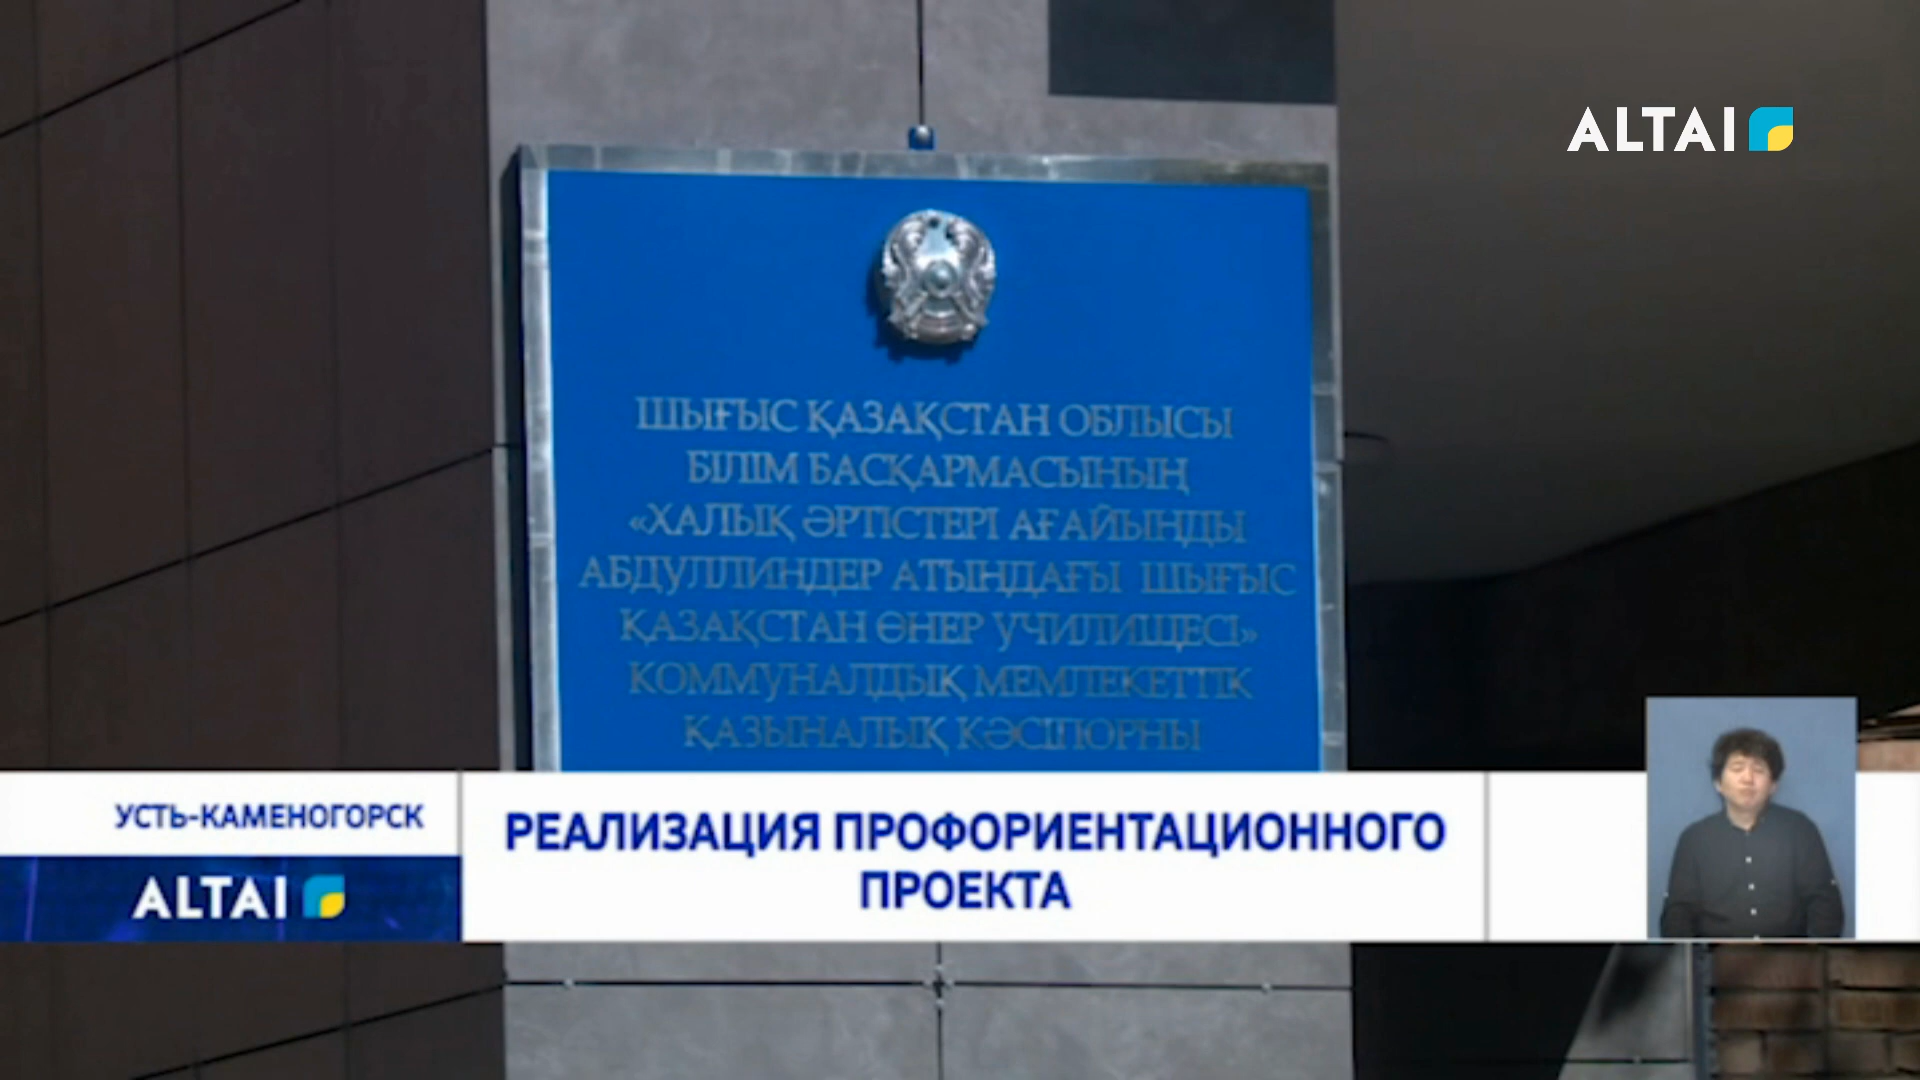 ALTAI
ШЫҒЫС ҚАЗАҚСТАН ОБЛЫСЫ
БІЛІМ БАСҚАРМАСЫНЫҢ
«ХАЛЫҚ ӘРТІСТЕРІ АҒАЙЫНДЫ
АБДУЛЛИНДЕР АТЫНДАҒЫ ШЫҒЫС
ҚАЗАҚСТАН ӨНЕР УЧИЛИЩЕСІ»
КОММУНАЛДЫҚ МЕМЛЕКЕТТІК
ҚАЗЫНАЛЫҚ КӘСІПОРНЫ
УСТЬ-КАМЕНОГОРСК
ALTAI
РЕАЛИЗАЦИЯ ПРОФОРИЕНТАЦИОННОГО
ПРОЕКТА